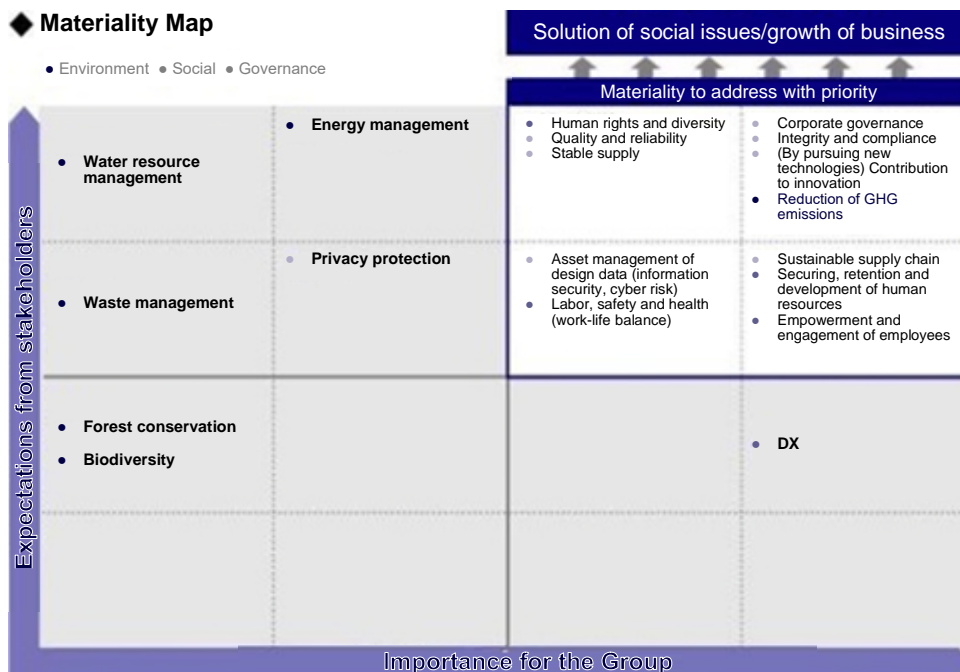 ◆ Materiality Map
Solution of social issues/growth of business
● Environment ● Social ● Governance
Materiality to address with priority
● Water resource
management
● Energy management
● Human rights and diversity
● Quality and reliability
● Stable supply
● Corporate governance
● Integrity and compliance
● (By pursuing new
technologies) Contribution
to innovation
● Reduction of GHG
emissions
● Waste management
● Privacy protection
● Asset management of
design data (information
security, cyber risk)
● Labor, safety and health
(work-life balance)
● Sustainable supply chain
● Securing, retention and
development of human
resources
● Empowerment and
engagement of employees
● Forest conservation
● Biodiversity
● DX
Expectations from stakeholders
Importance for the Group